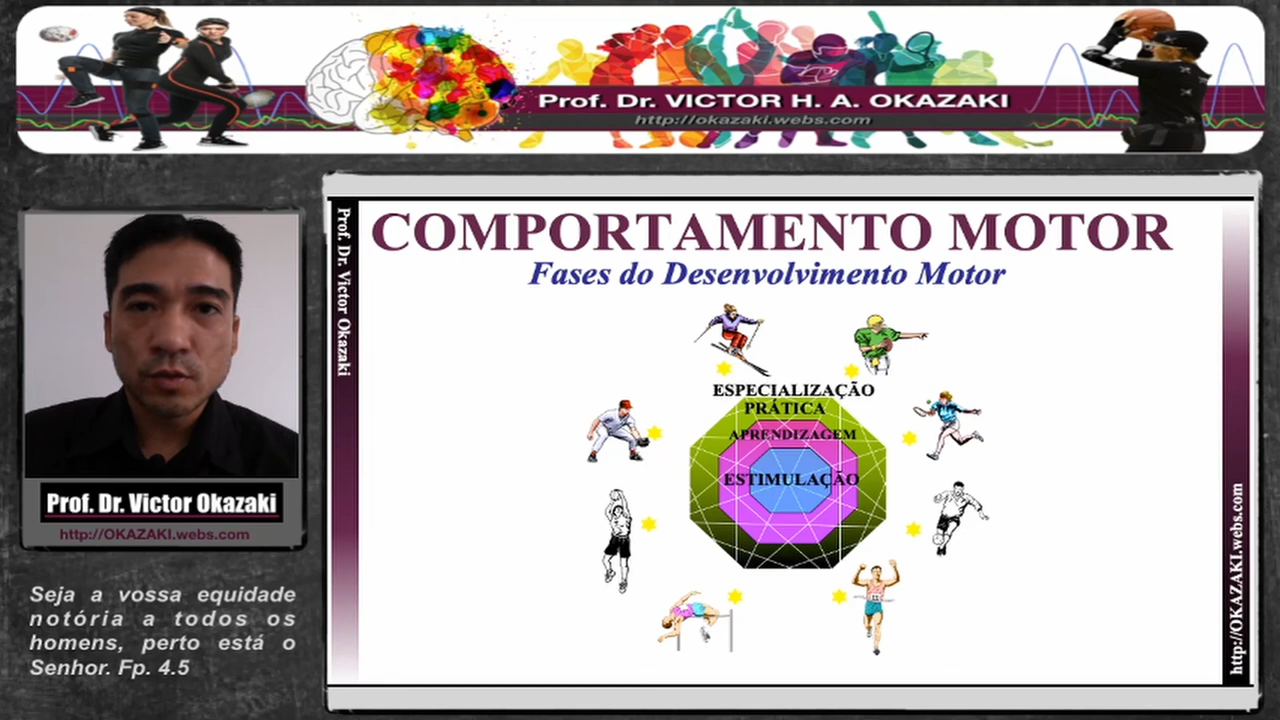 Prof. Dr. VICTOR H. A. OKAZAKI
http://okazaki.webs.com
Prof. Dr. Victor Okazaki
http://OKAZAKI.webs.com
Seja a vossa equidade
notória a todos os
homens, perto está o
Senhor. Fp. 4.5
Prof. Dr. Victor Okazaki
COMPORTAMENTO MOTOR
Fases do Desenvolvimento Motor
ESPECIALIZAÇÃO
PRÁTICA
APRENDIZAGEM
ESTIMULAÇÃO
http://OKAZAKI.webs.com